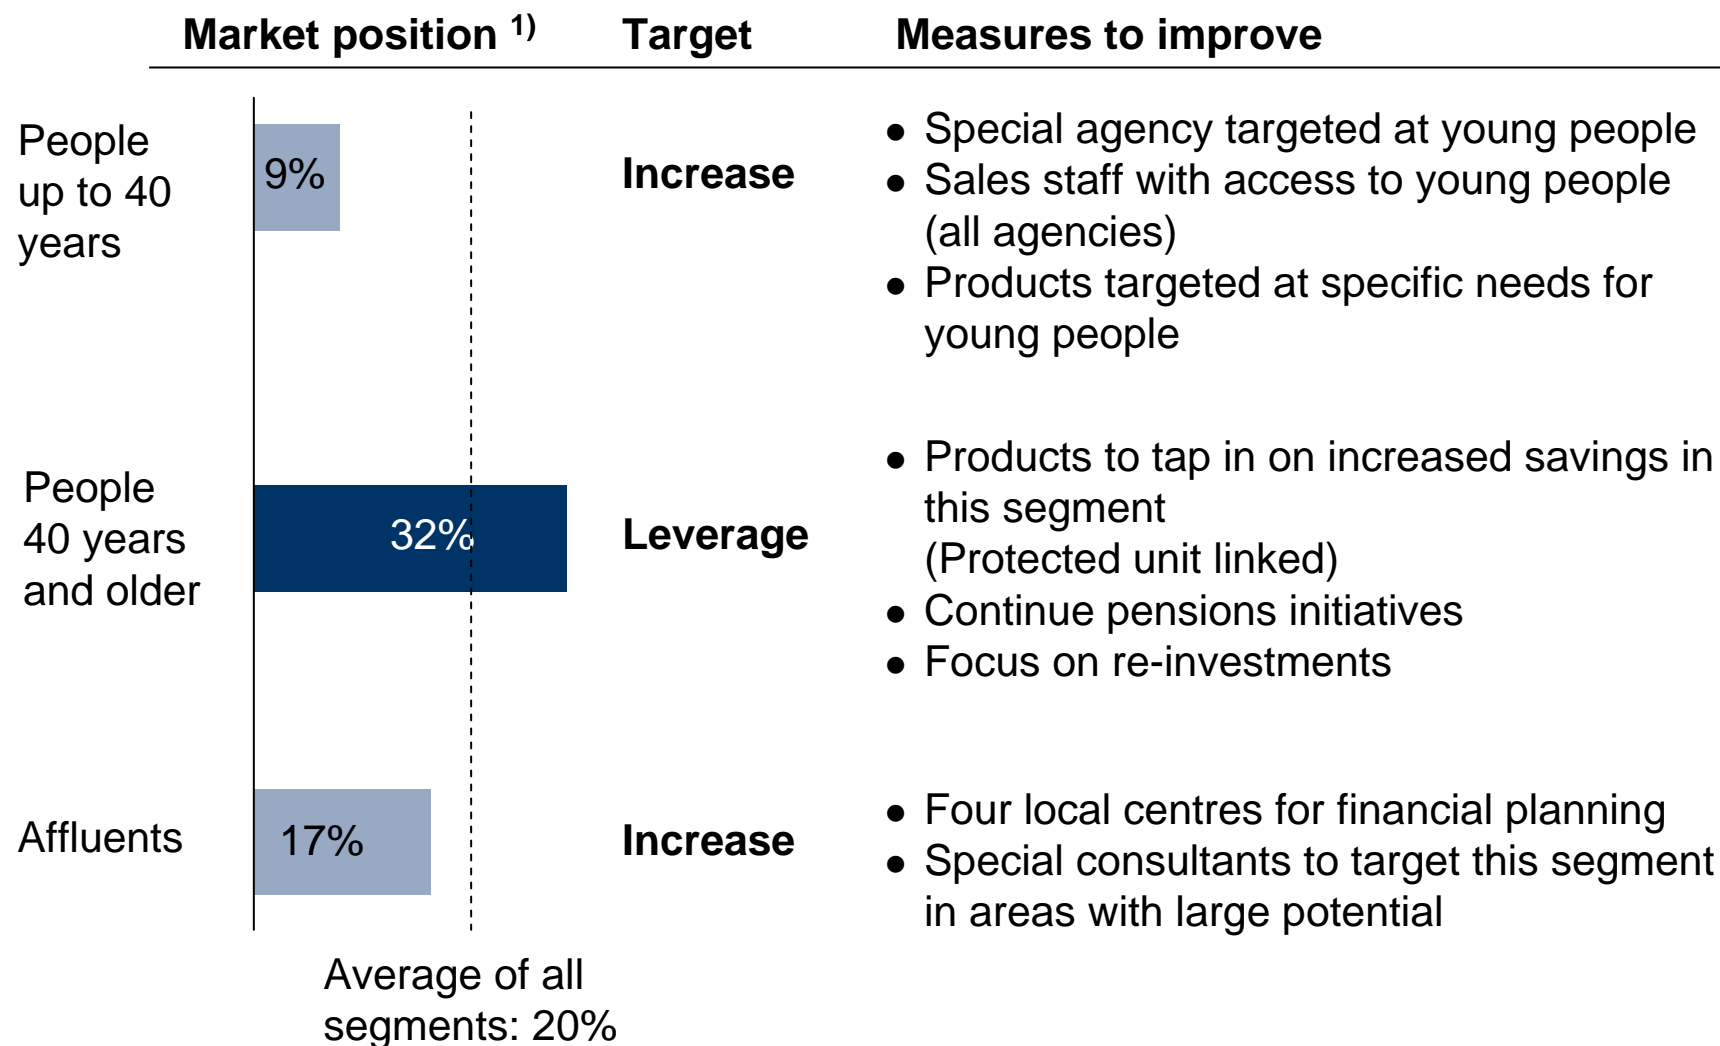 Market position 1) Target Measures to improve
People
up to 40
years
9%
Increase
● Special agency targeted at young people
● Sales staff with access to young people
(all agencies)
● Products targeted at specific needs for
young people
People
40 years
and older
32%
Leverage
● Products to tap in on increased savings in
this segment
(Protected unit linked)
● Continue pensions initiatives
● Focus on re-investments
Affluents
17%
Increase
● Four local centres for financial planning
● Special consultants to target this segment
in areas with large potential
Average of all
segments: 20%